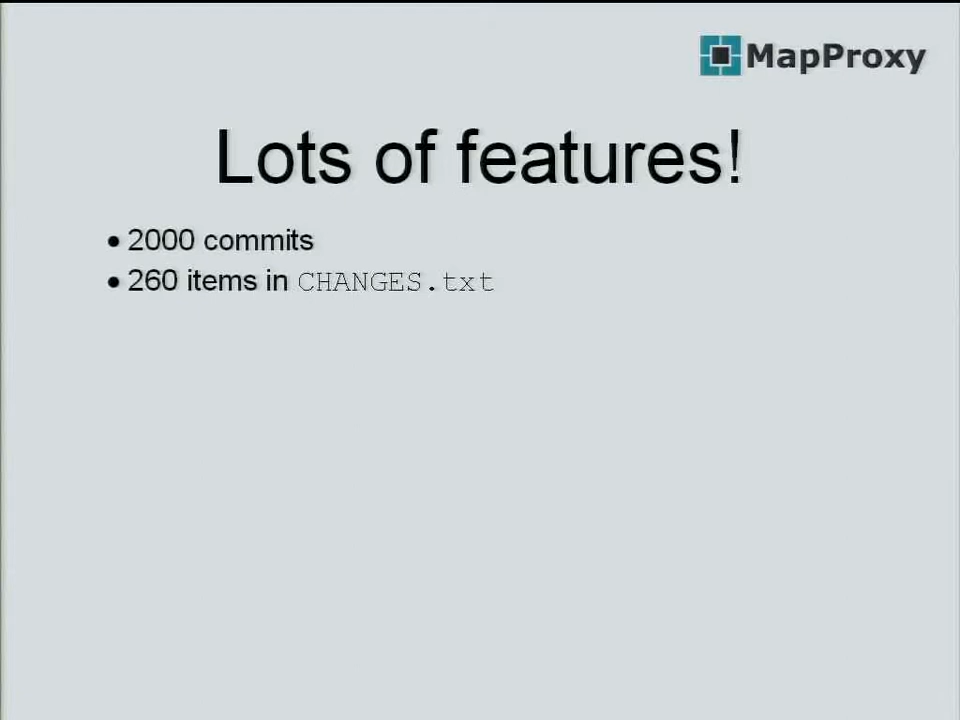 MapProxy
Lots of features!
• 2000 commits
• 260 items in CHANGES.txt